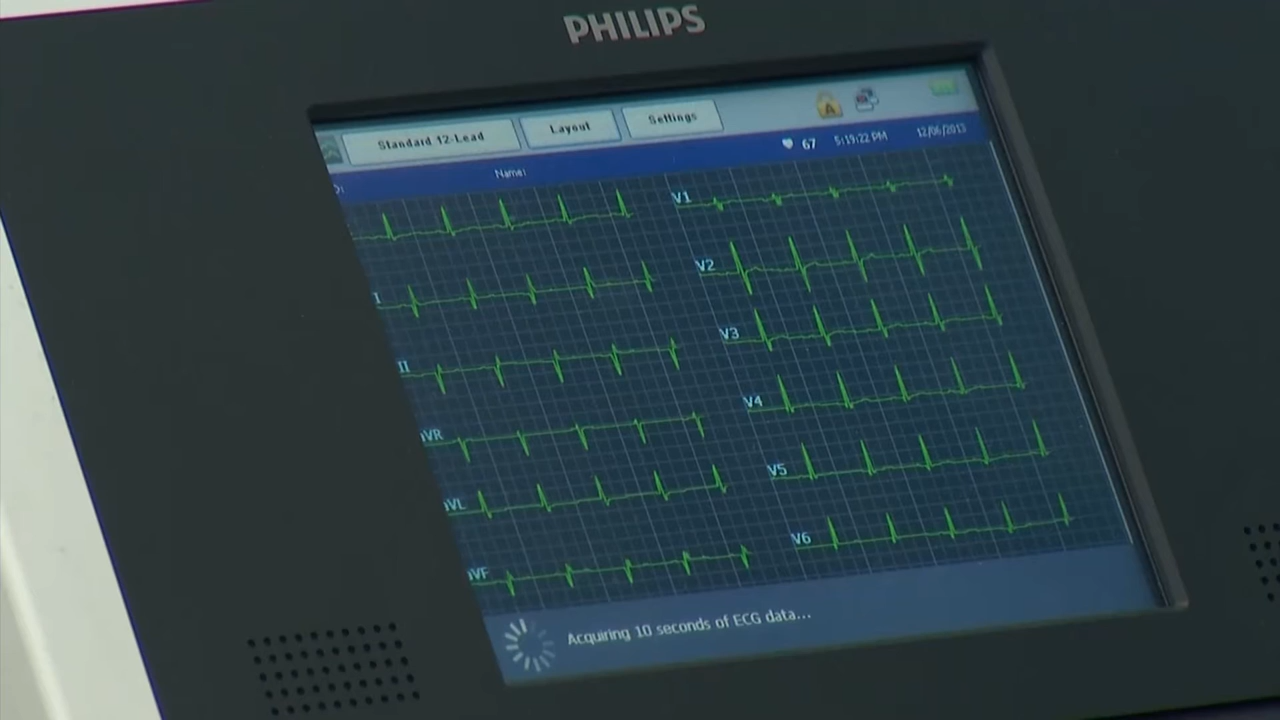 PHILIPS
Standard 12-Lead
Layout
Settings
A
Name:
67
5:19:22 PM
12/06/2013
V1
V2
I
V3
II
V4
aVR
V5
aVL
V6
aVF
Acquiring 10 seconds of ECG data...